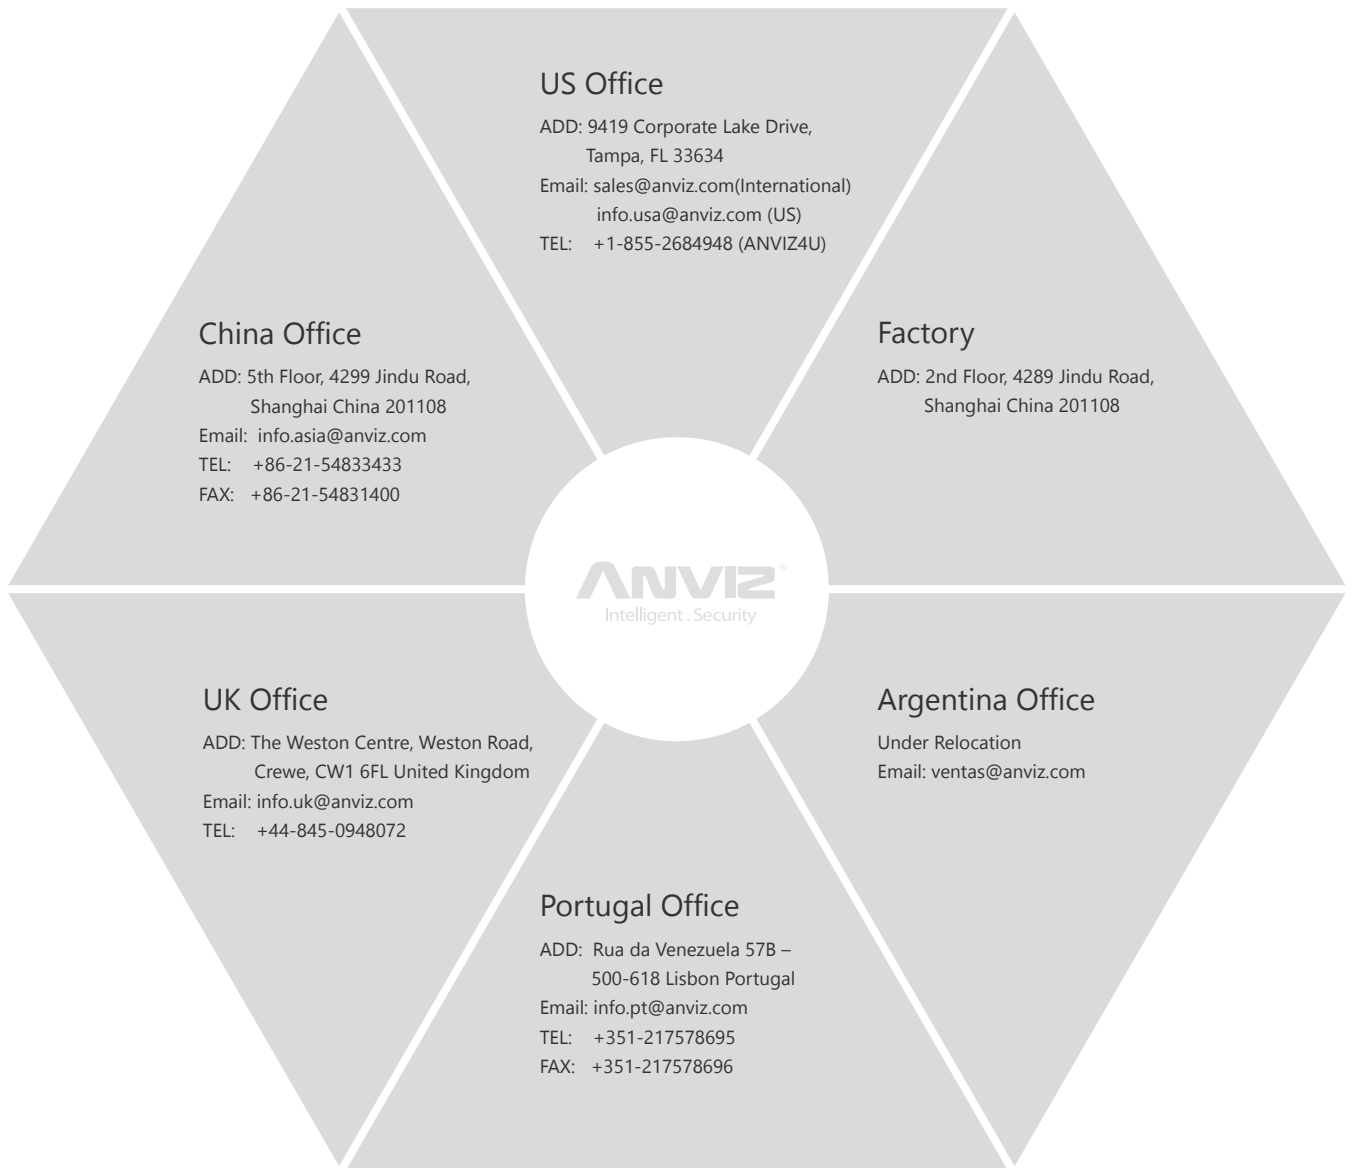 US Office
ADD: 9419 Corporate Lake Drive,
Tampa, FL 33634
Email: sales@anviz.com(International)
info.usa@anviz.com (US)
TEL: +1-855-2684948 (ANVIZ4U)
China Office
ADD: 5th Floor, 4299 Jindu Road,
Shanghai China 201108
Email: info.asia@anviz.com
TEL: +86-21-54833433
FAX: +86-21-54831400
Factory
ADD: 2nd Floor, 4289 Jindu Road,
Shanghai China 201108
ANVIZ®
Intelligent . Security
UK Office
ADD: The Weston Centre, Weston Road,
Crewe, CW1 6FL United Kingdom
Email: info.uk@anviz.com
TEL: +44-845-0948072
Argentina Office
Under Relocation
Email: ventas@anviz.com
Portugal Office
ADD: Rua da Venezuela 57B –
500-618 Lisbon Portugal
Email: info.pt@anviz.com
TEL: +351-217578695
FAX: +351-217578696